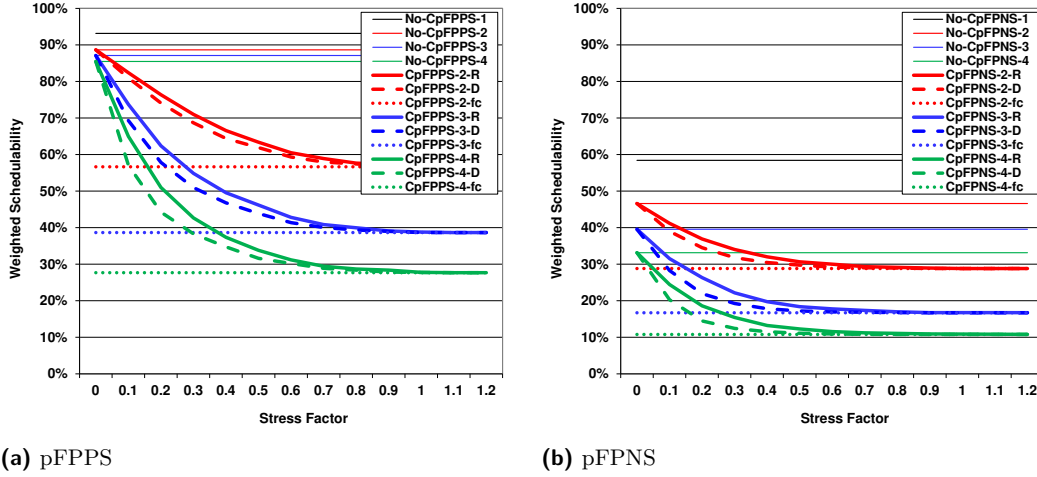 100%
90%
80%
70%
60%
50%
40%
30%
20%
10%
0%
Weighted Schedulability
0 0.1 0.2 0.3 0.4 0.5 0.6 0.7 0.8 0.9 1 1.1 1.2
Stress Factor
No-CpFPPS-1
No-CpFPPS-2
No-CpFPPS-3
No-CpFPPS-4
CpFPPS-2-R
CpFPPS-2-D
CpFPPS-2-fc
CpFPPS-3-R
CpFPPS-3-D
CpFPPS-3-fc
CpFPPS-4-R
CpFPPS-4-D
CpFPPS-4-fc
(a) pFPPS
100%
90%
80%
70%
60%
50%
40%
30%
20%
10%
0%
Weighted Schedulability
0 0.1 0.2 0.3 0.4 0.5 0.6 0.7 0.8 0.9 1 1.1 1.2
Stress Factor
No-CpFPNS-1
No-CpFPNS-2
No-CpFPNS-3
No-CpFPNS-4
CpFPNS-2-R
CpFPNS-2-D
CpFPNS-2-fc
CpFPNS-3-R
CpFPNS-3-D
CpFPNS-3-fc
CpFPNS-4-R
CpFPNS-4-D
CpFPNS-4-fc
(b) pFPNS